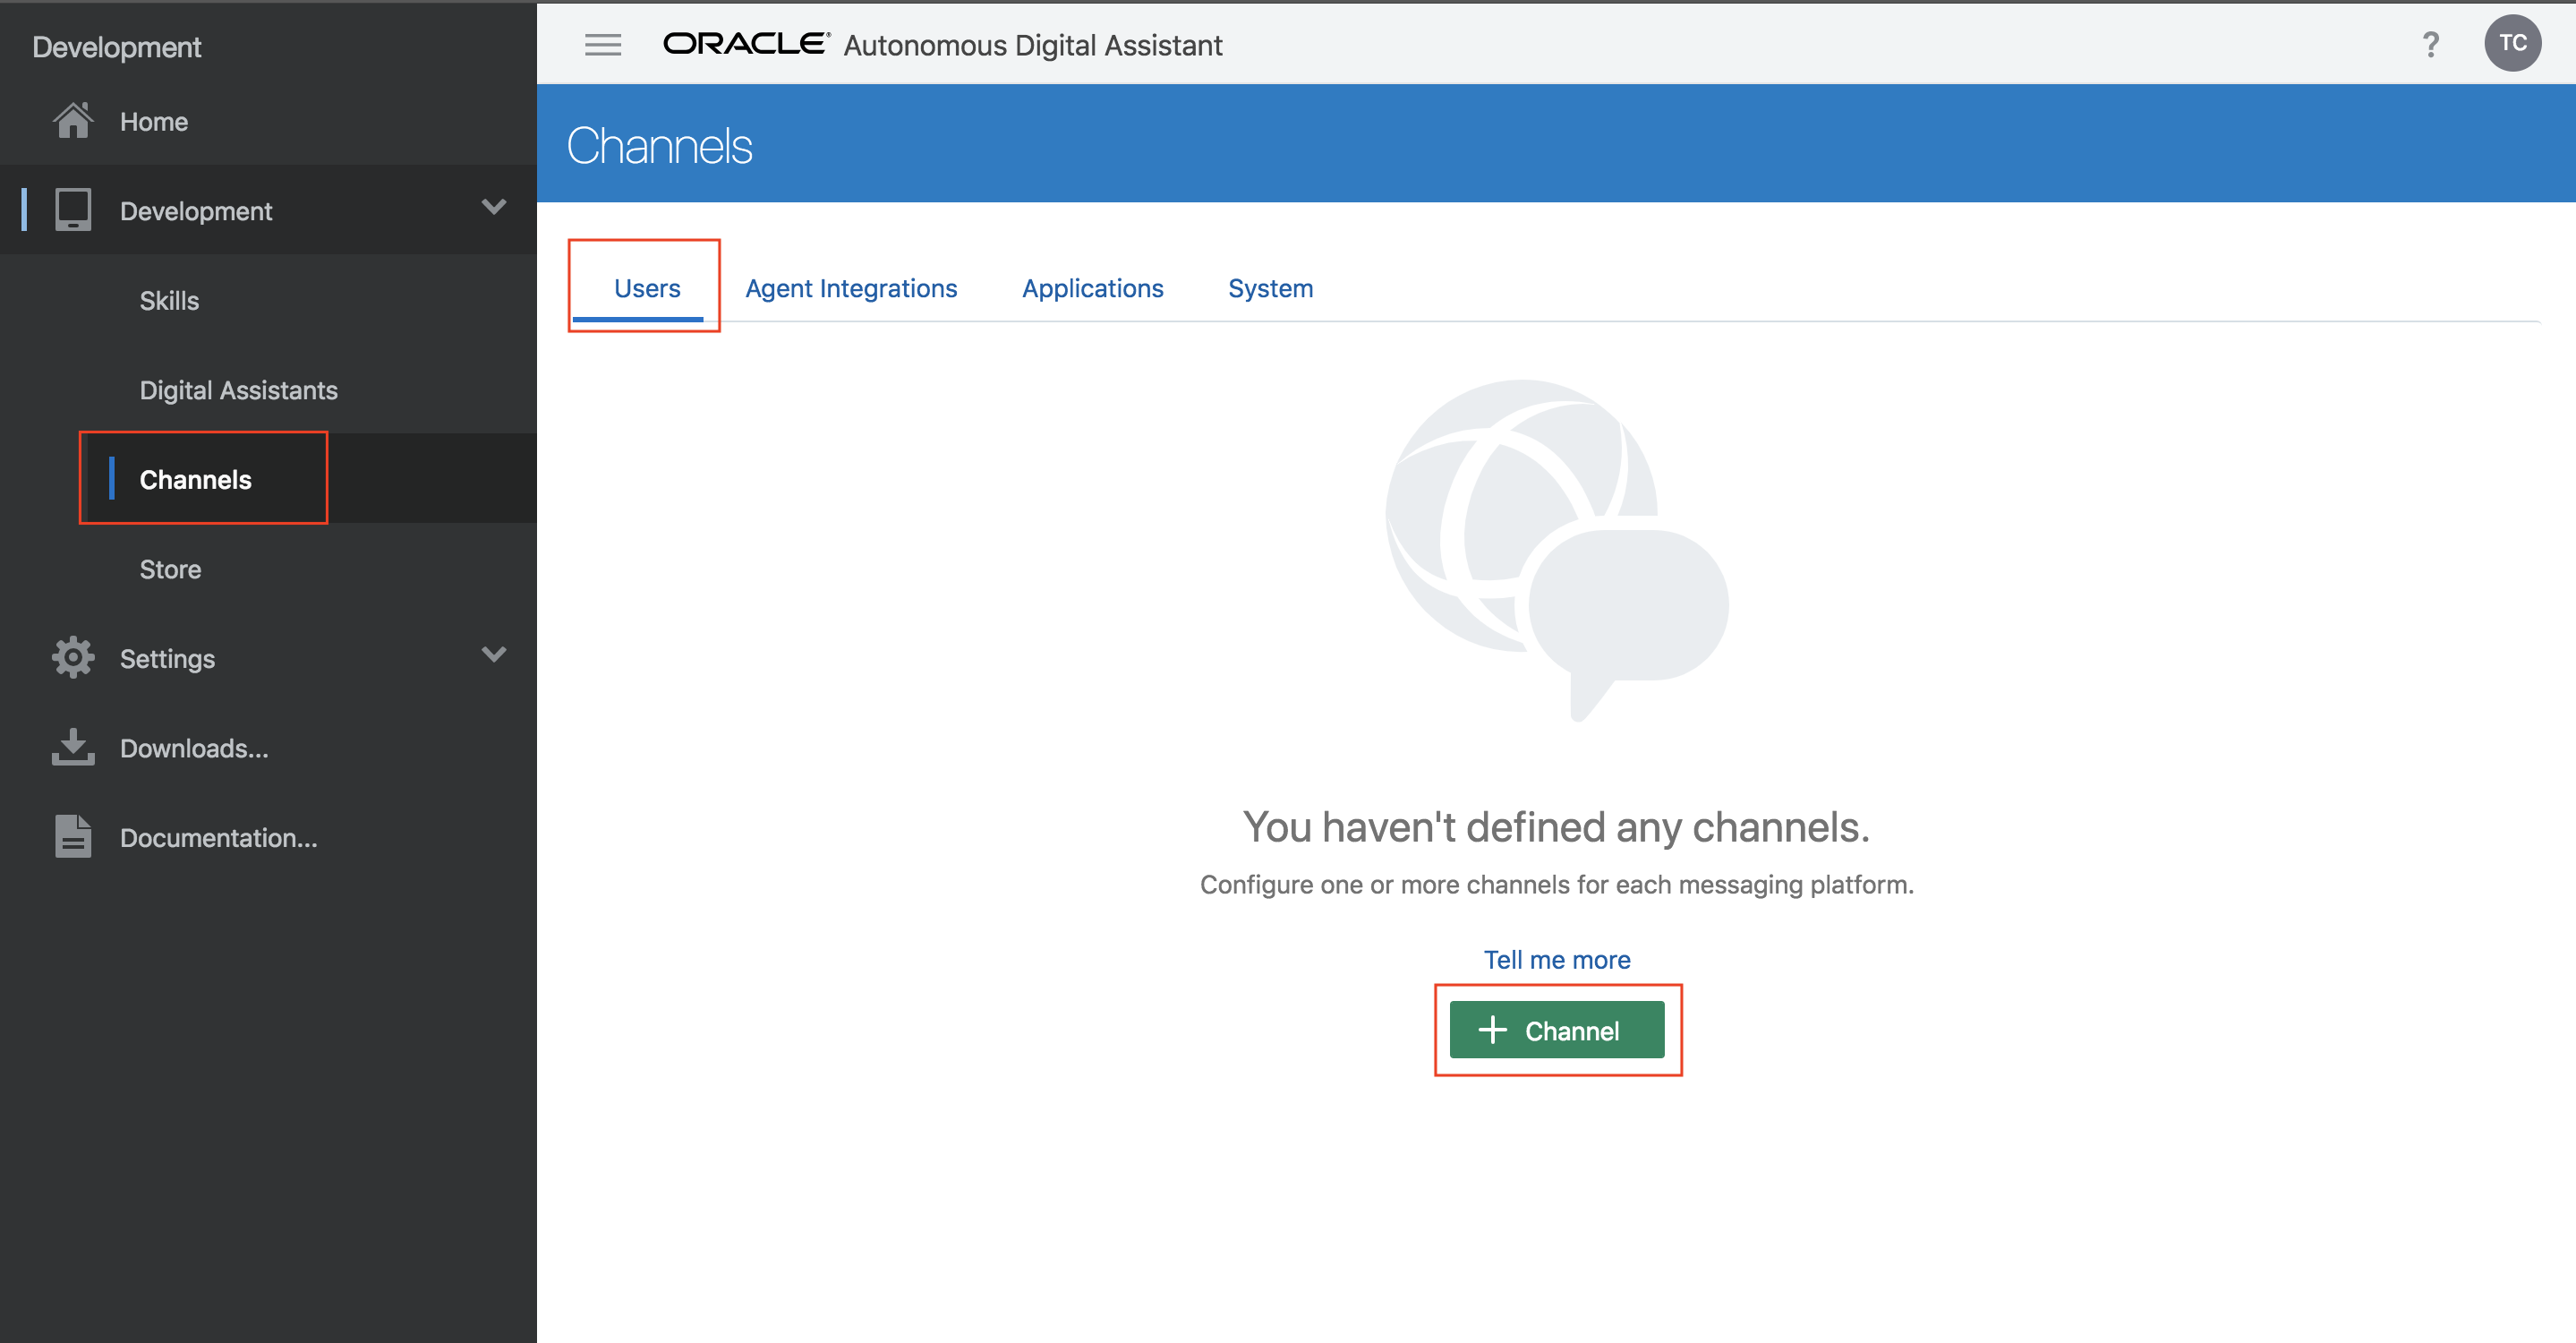 Development
Home
Development
Skills
Digital Assistants
Channels
Store
Settings
Downloads...
Documentation...
ORACLE® Autonomous Digital Assistant
? TC
Channels
Users Agent Integrations Applications System
You haven't defined any channels.
Configure one or more channels for each messaging platform.
Tell me more
+ Channel